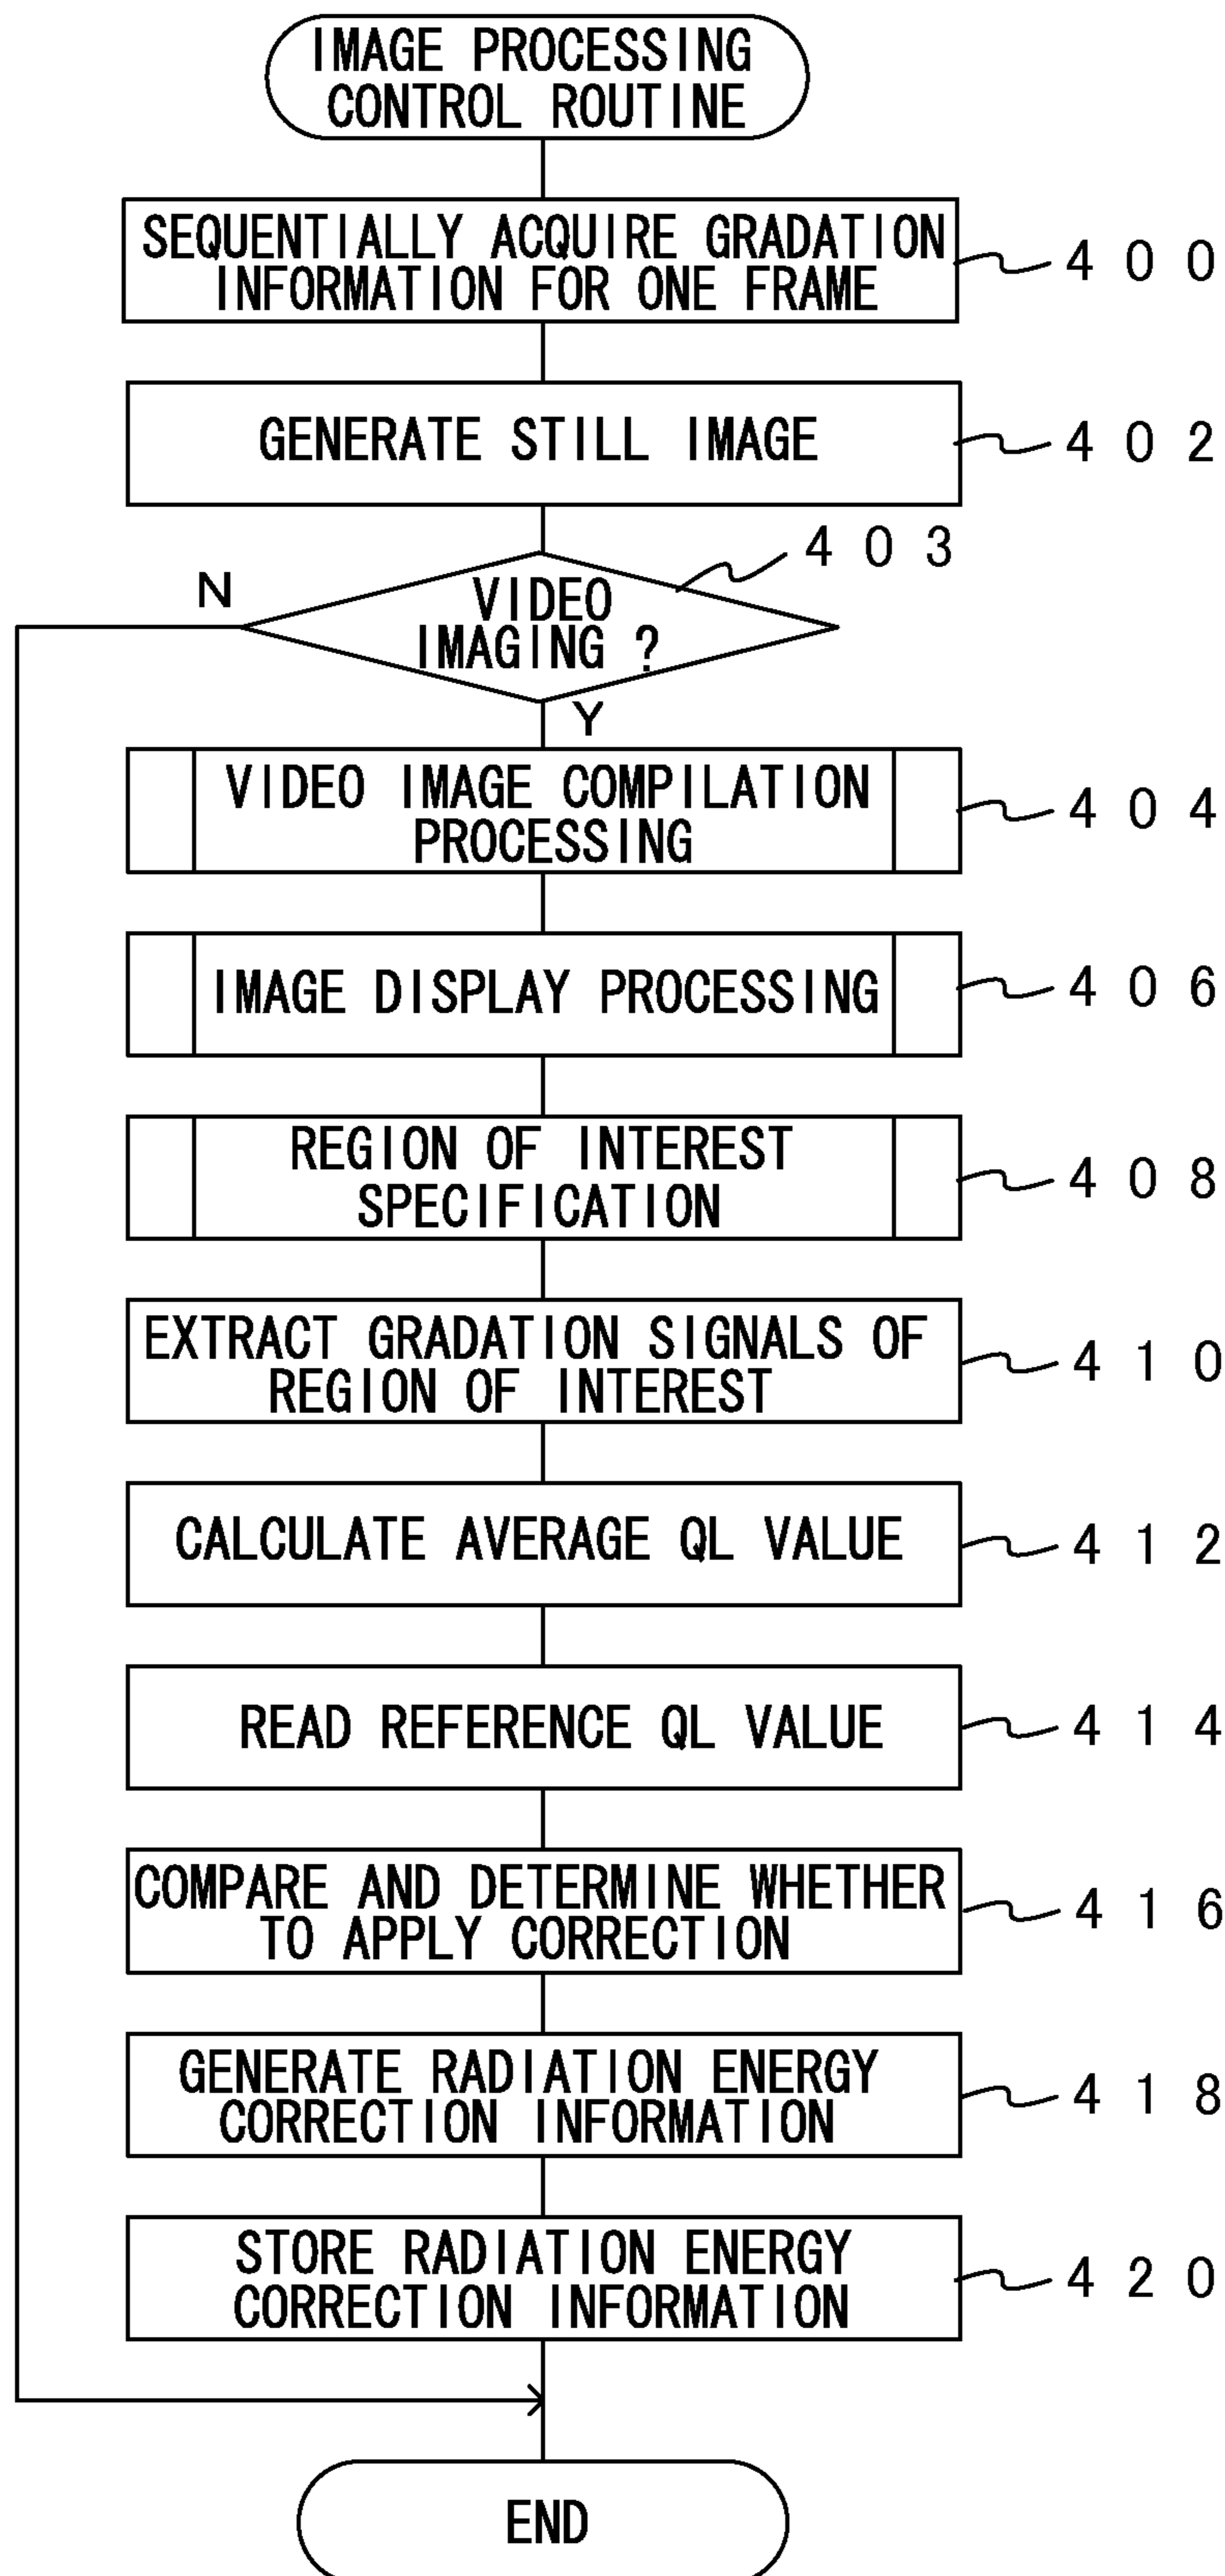 IMAGE PROCESSING
CONTROL ROUTINE
SEQUENTIALLY ACQUIRE GRADATION
INFORMATION FOR ONE FRAME
400
GENERATE STILL IMAGE
402
403
N
VIDEO
IMAGING ?
Y
VIDEO IMAGE COMPILATION
PROCESSING
404
IMAGE DISPLAY PROCESSING
406
REGION OF INTEREST
SPECIFICATION
408
EXTRACT GRADATION SIGNALS OF
REGION OF INTEREST
410
CALCULATE AVERAGE QL VALUE
412
READ REFERENCE QL VALUE
414
COMPARE AND DETERMINE WHETHER
TO APPLY CORRECTION
416
GENERATE RADIATION ENERGY
CORRECTION INFORMATION
418
STORE RADIATION ENERGY
CORRECTION INFORMATION
420
END